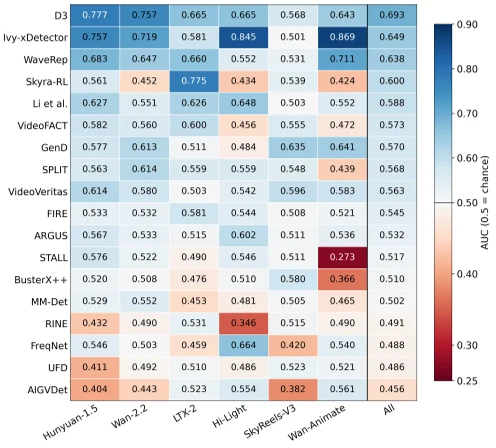 D3 0.777 0.757 0.665 0.665 0.568 0.643 0.693
Ivy-xDetector 0.757 0.719 0.581 0.845 0.501 0.869 0.649
WaveRep 0.683 0.647 0.660 0.552 0.531 0.711 0.638
Skyra-RL 0.561 0.452 0.775 0.434 0.539 0.424 0.600
Li et al. 0.627 0.551 0.626 0.648 0.503 0.552 0.588
VideoFACT 0.582 0.560 0.600 0.456 0.555 0.472 0.573
GenD 0.577 0.613 0.511 0.484 0.635 0.641 0.570
SPLIT 0.563 0.614 0.559 0.559 0.548 0.439 0.568
VideoVeritas 0.614 0.580 0.503 0.542 0.596 0.583 0.563
FIRE 0.533 0.532 0.581 0.544 0.508 0.521 0.545
ARGUS 0.567 0.533 0.515 0.602 0.511 0.536 0.532
STALL 0.576 0.522 0.490 0.546 0.511 0.273 0.517
BusterX++ 0.520 0.508 0.476 0.510 0.580 0.366 0.510
MM-Det 0.529 0.552 0.453 0.481 0.505 0.465 0.502
RINE 0.432 0.490 0.531 0.346 0.515 0.490 0.491
FreqNet 0.546 0.503 0.459 0.664 0.420 0.540 0.488
UFD 0.411 0.492 0.510 0.486 0.523 0.521 0.486
AIGVDet 0.404 0.443 0.523 0.554 0.382 0.561 0.456
Hunyuan-1.5 Wan-2.2 LTX-2 Hi-Light SkyReels-V3 Wan-Animate All
0.90
0.80
0.70
0.60
0.50
0.40
0.30
0.25
AUC (0.5 = chance)